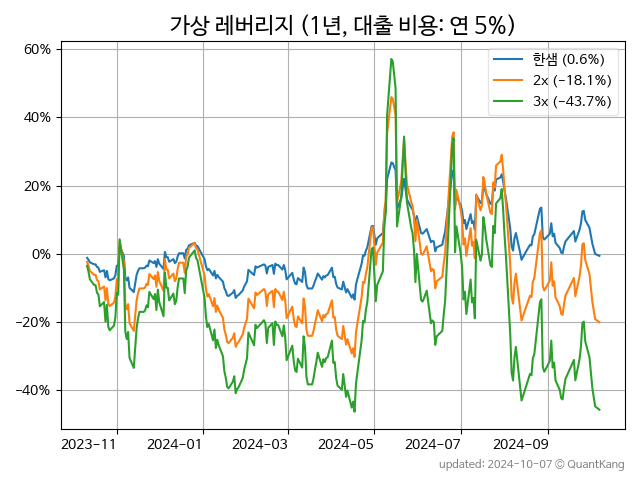 가상 레버리지 (1년, 대출 비용: 연 5%)
60%
40%
20%
0%
−20%
−40%
한샘 (0.6%)
2x (−18.1%)
3x (−43.7%)
2023-11
2024-01
2024-03
2024-05
2024-07
2024-09
updated: 2024-10-07 © QuantKang